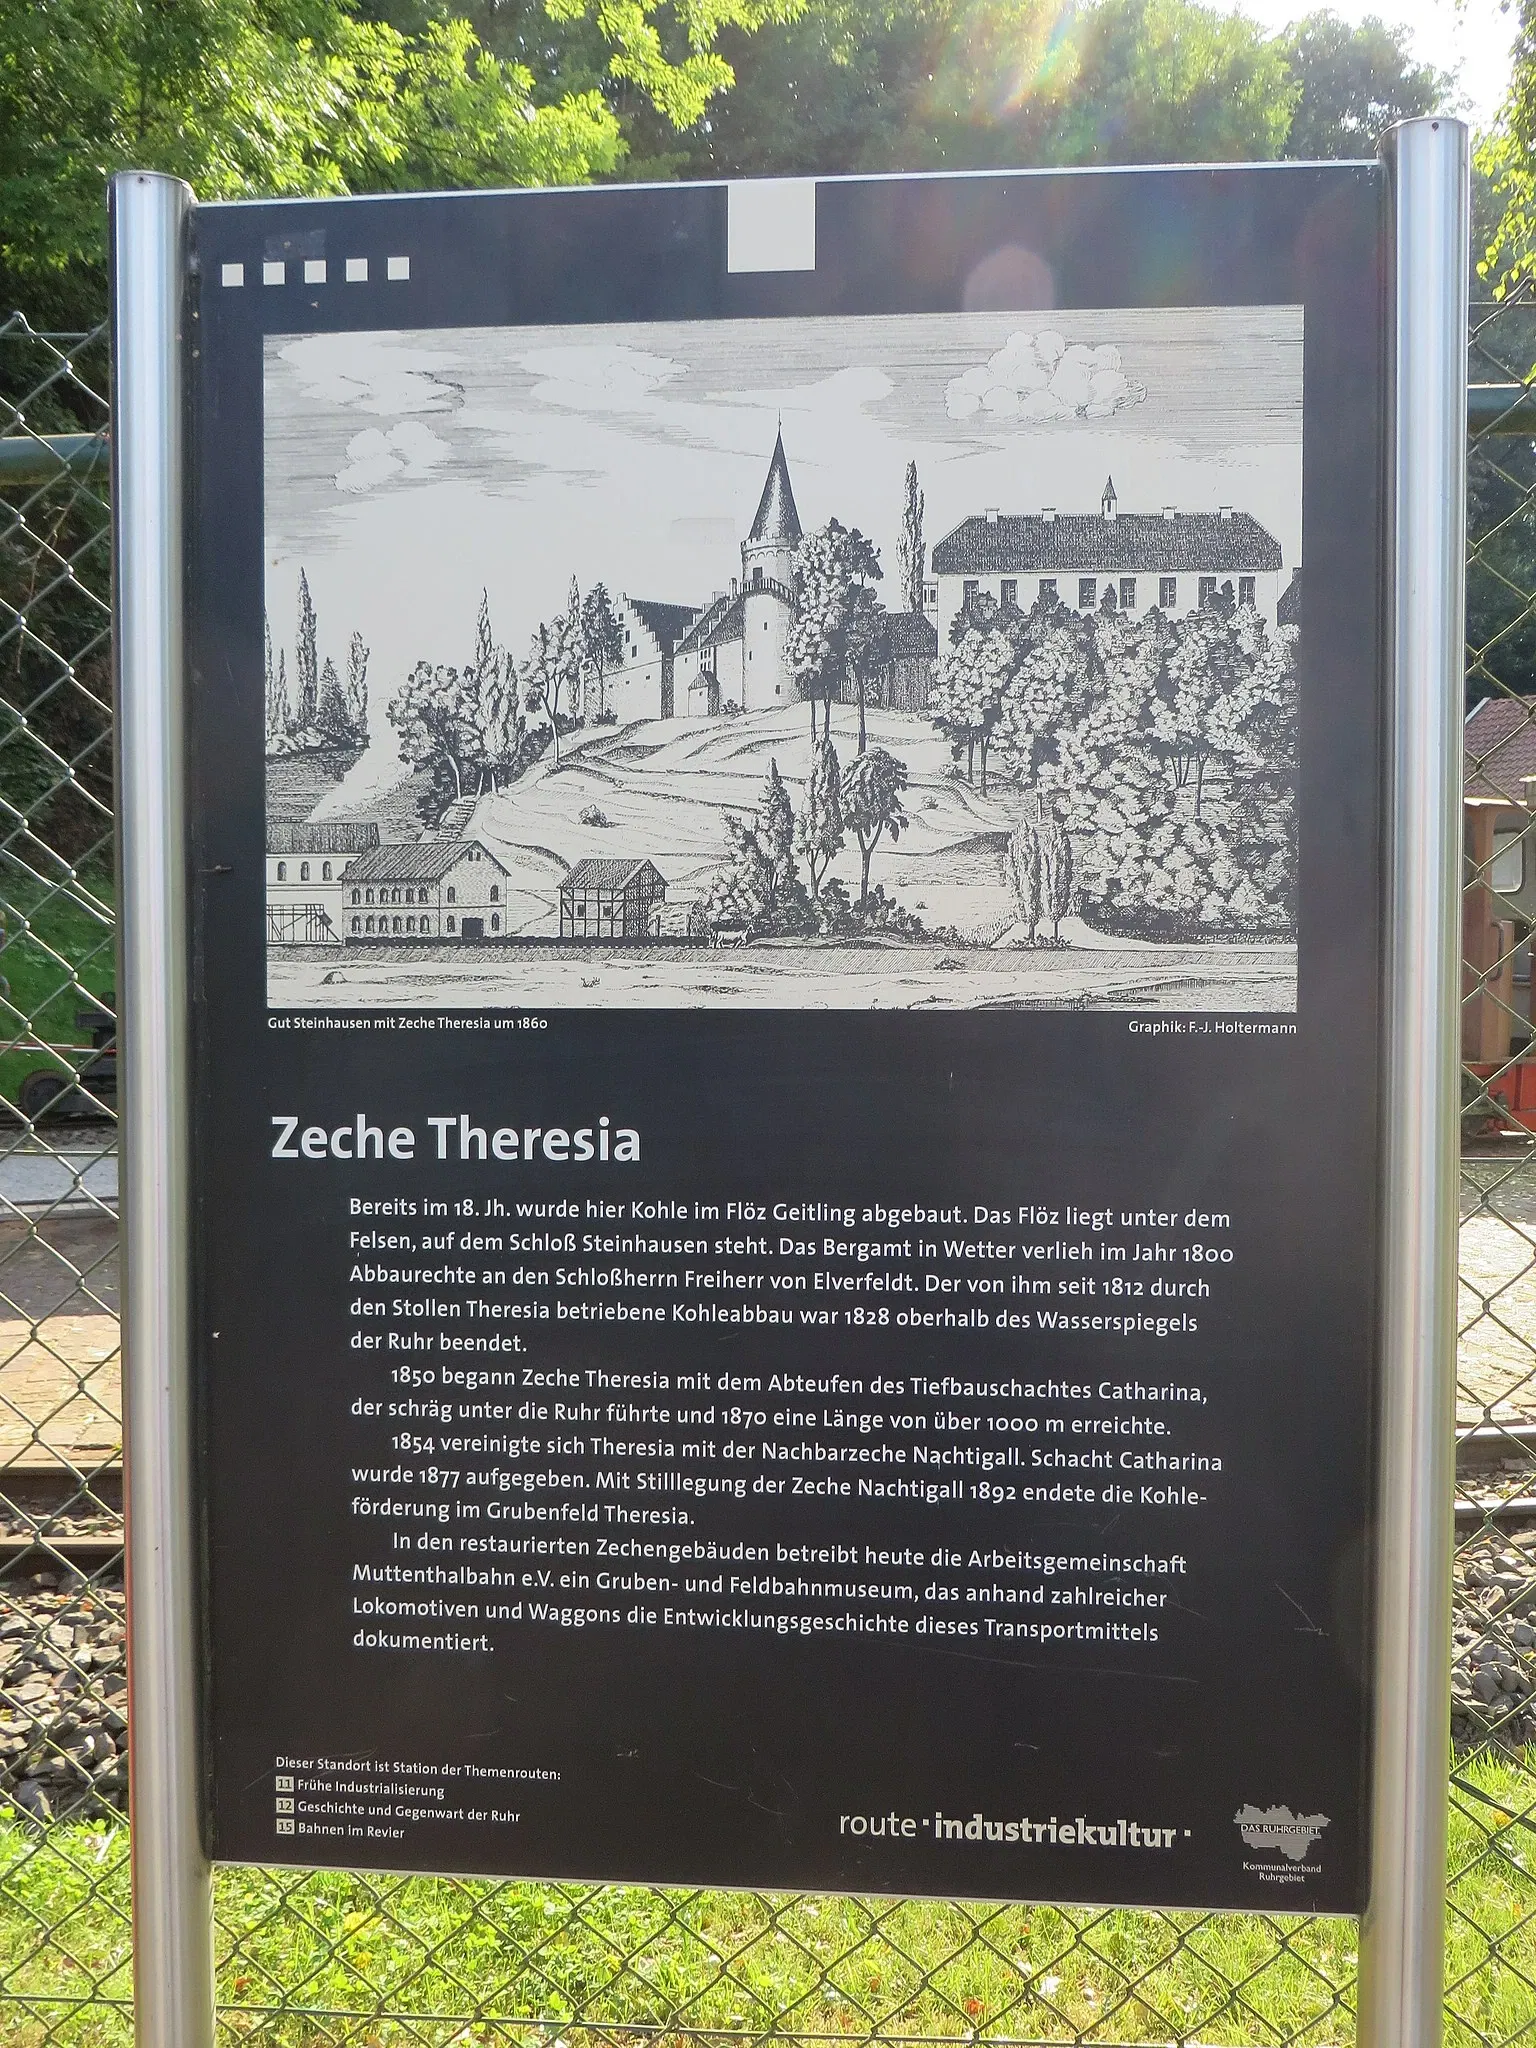 Gut Steinhausen mit Zeche Theresia um 1860
Graphik: F.-J. Holtermann
Zeche Theresia
Bereits im 18. Jh. wurde hier Kohle im Flöz Geitling abgebaut. Das Flöz liegt unter dem
Felsen, auf dem Schloß Steinhausen steht. Das Bergamt in Wetter verlieh im Jahr 1800
Abbaurechte an den Schloßherrn Freiherr von Elverfeldt. Der von ihm seit 1812 durch
den Stollen Theresia betriebene Kohleabbau war 1828 oberhalb des Wasserspiegels
der Ruhr beendet.
1850 begann Zeche Theresia mit dem Abteufen des Tiefbauschachtes Catharina,
der schräg unter die Ruhr führte und 1870 eine Länge von über 1000 m erreichte.
1854 vereinigte sich Theresia mit der Nachbarzeche Nachtigall. Schacht Catharina
wurde 1877 aufgegeben. Mit Stilllegung der Zeche Nachtigall 1892 endete die Kohle-
förderung im Grubenfeld Theresia.
In den restaurierten Zechengebäuden betreibt heute die Arbeitsgemeinschaft
Muttenthalbahn e.V. ein Gruben- und Feldbahnmuseum, das anhand zahlreicher
Lokomotiven und Waggons die Entwicklungsgeschichte dieses Transportmittels
dokumentiert.
Dieser Standort ist Station der Themenrouten:
11 Frühe Industrialisierung
12 Geschichte und Gegenwart der Ruhr
15 Bahnen im Revier
route · industriekultur ·
DAS RUHRGEBIET
Kommunalverband
Ruhrgebiet